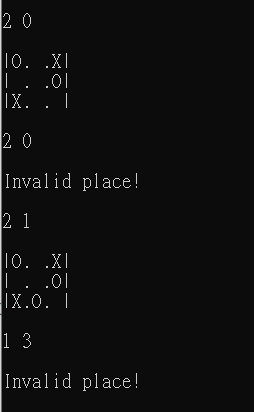 2 0
|O. .X|
| . .O|
|X. . |
2 0
Invalid place!
2 1
|O. .X|
| . .O|
|X.O. |
1 3
Invalid place!